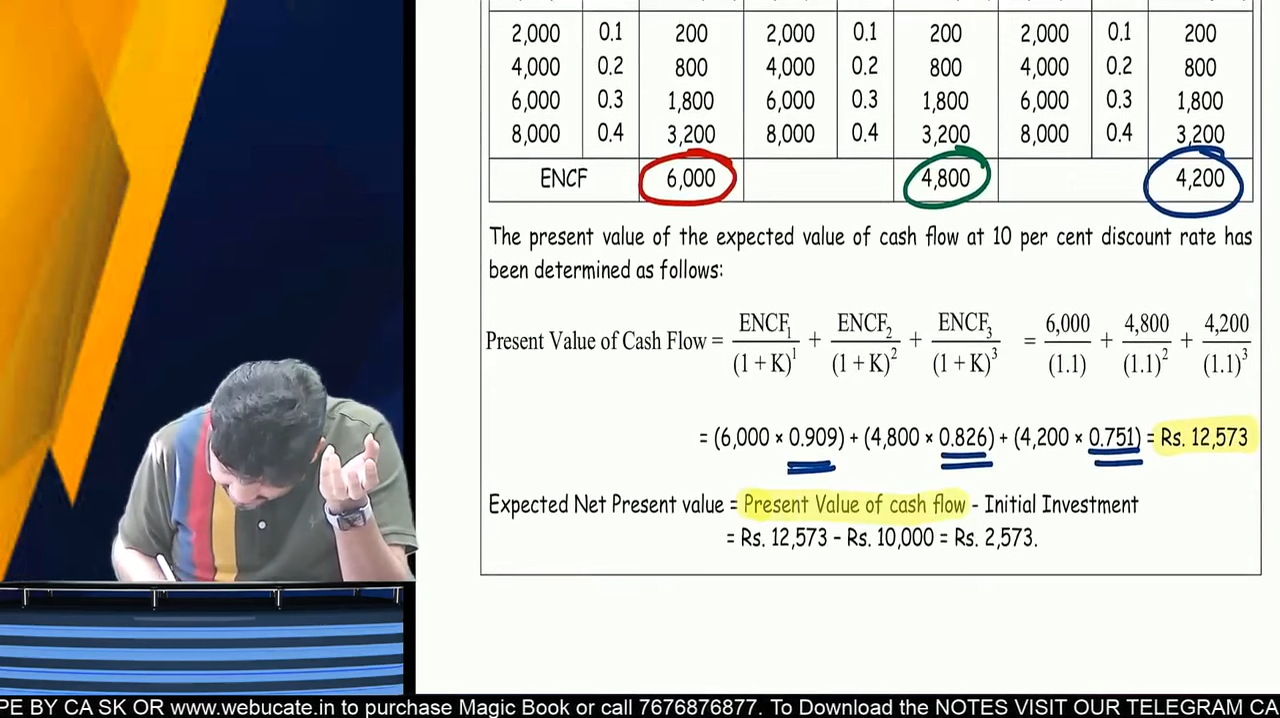 2,000 0.1 200 2,000 0.1 200 2,000 0.1 200
4,000 0.2 800 4,000 0.2 800 4,000 0.2 800
6,000 0.3 1,800 6,000 0.3 1,800 6,000 0.3 1,800
8,000 0.4 3,200 8,000 0.4 3,200 8,000 0.4 3,200
ENCF 6,000 4,800 4,200
The present value of the expected value of cash flow at 10 per cent discount rate has
been determined as follows:
Present Value of Cash Flow = ENCF₁/(1 + K)¹ + ENCF₂/(1 + K)² + ENCF₃/(1 + K)³ = 6,000/(1.1) + 4,800/(1.1)² + 4,200/(1.1)³
= (6,000 × 0.909) + (4,800 × 0.826) + (4,200 × 0.751) = Rs. 12,573
Expected Net Present value = Present Value of cash flow - Initial Investment
= Rs. 12,573 – Rs. 10,000 = Rs. 2,573.
PE BY CA SK OR www.webucate.in to purchase Magic Book or call 7676876877. To Download the NOTES VISIT OUR TELEGRAM CA